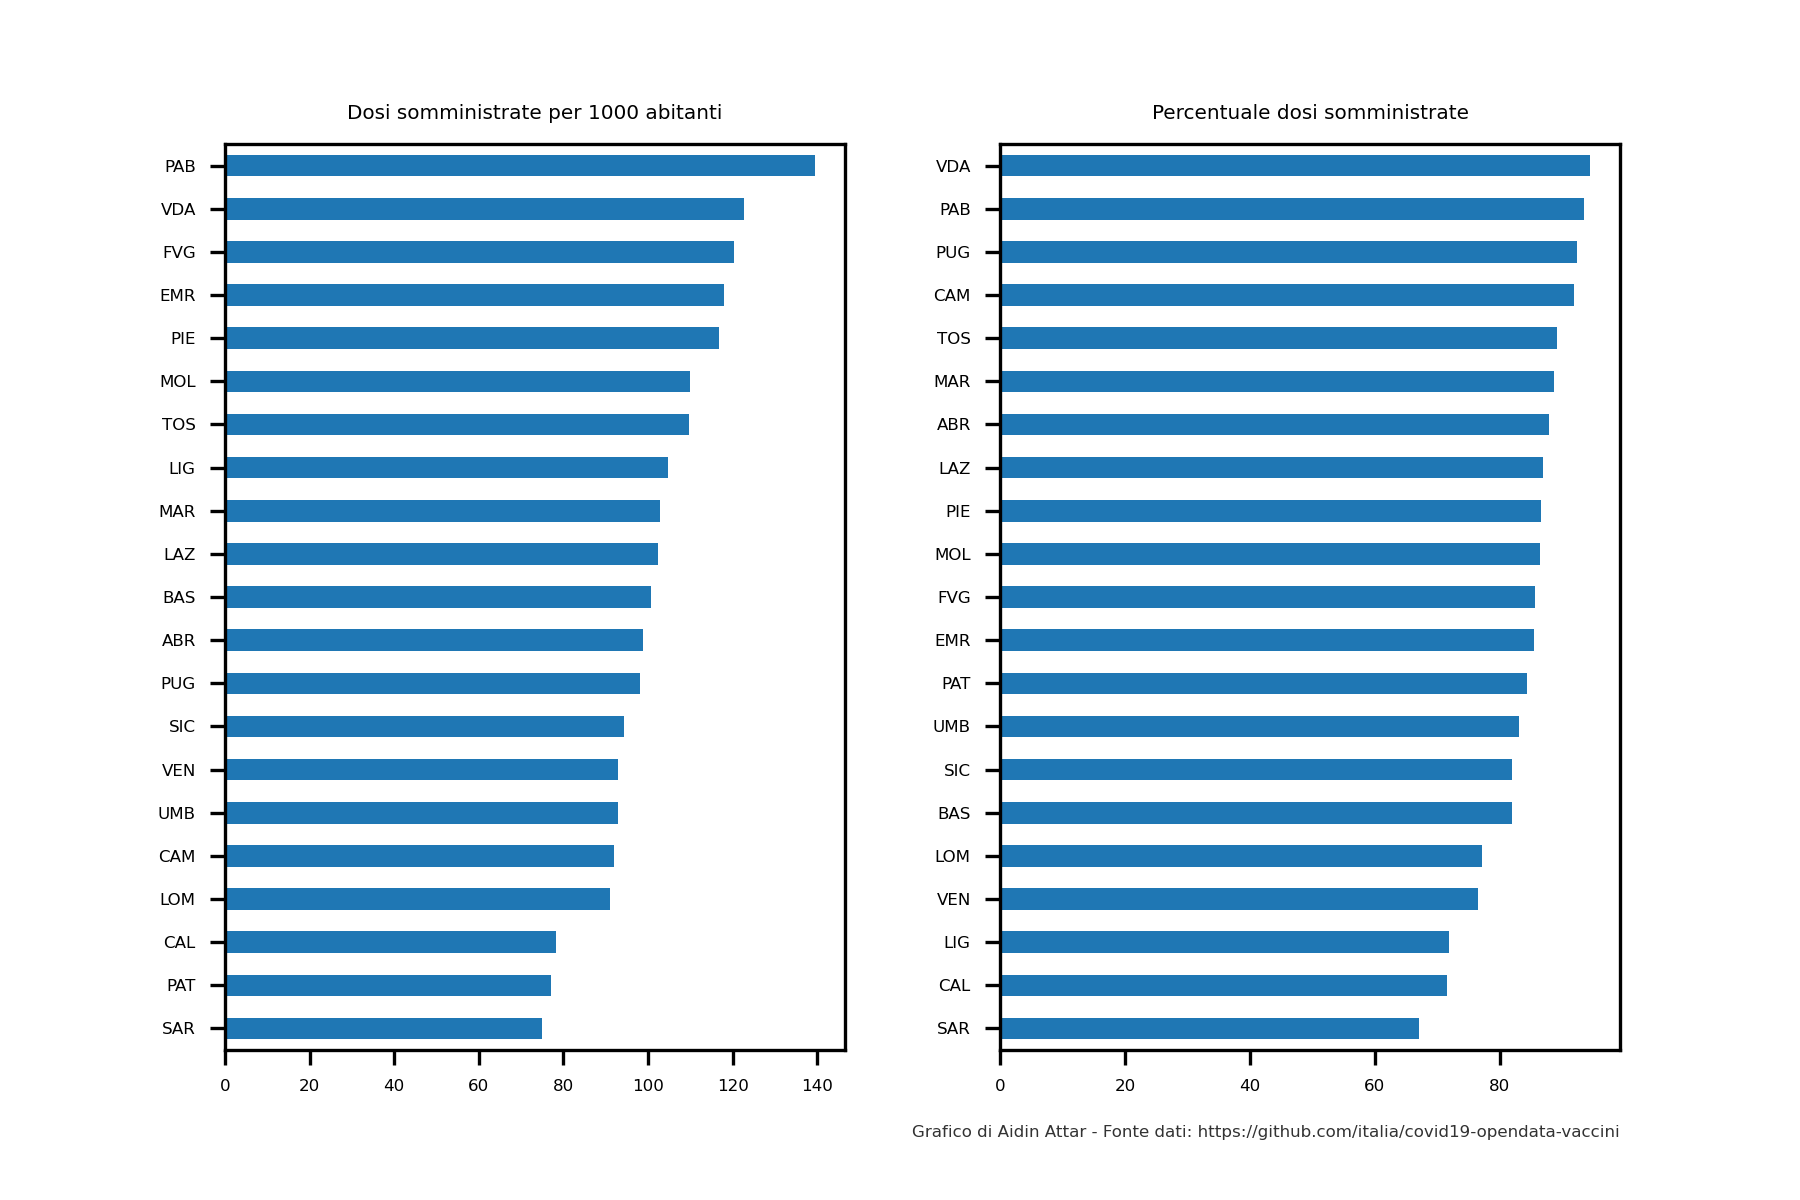 Dosi somministrate per 1000 abitanti
PAB
VDA
FVG
EMR
PIE
MOL
TOS
LIG
MAR
LAZ
BAS
ABR
PUG
SIC
VEN
UMB
CAM
LOM
CAL
PAT
SAR
0 20 40 60 80 100 120 140
Percentuale dosi somministrate
VDA
PAB
PUG
CAM
TOS
MAR
ABR
LAZ
PIE
MOL
FVG
EMR
PAT
UMB
SIC
BAS
LOM
VEN
LIG
CAL
SAR
0 20 40 60 80
Grafico di Aidin Attar - Fonte dati: https://github.com/italia/covid19-opendata-vaccini